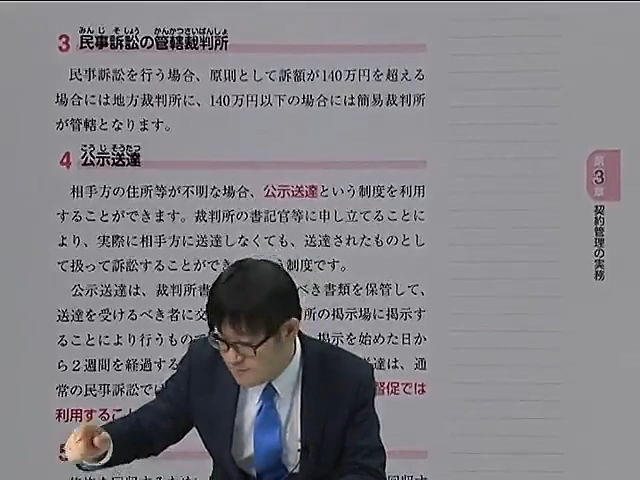 みんじそしょう かんかつさいばんしょ
3 民事訴訟の管轄裁判所
民事訴訟を行う場合、原則として訴額が140万円を超える
場合には地方裁判所に、140万円以下の場合には簡易裁判所
が管轄となります。
こうじそうたつ
4 公示送達
相手方の住所等が不明な場合、公示送達という制度を利用
することができます。裁判所の書記官等に申し立てることに
より、実際に相手方に送達しなくても、送達されたものとし
て扱って訴訟することができ う制度です。
公示送達は、裁判所書 べき書類を保管して、
送達を受けるべき者に交 所の掲示場に掲示す
ることにより行うもので 掲示を始めた日か
ら2週間を経過する 送達は、通
常の民事訴訟では 督促では
利用するこ
第3章 契約管理の実務